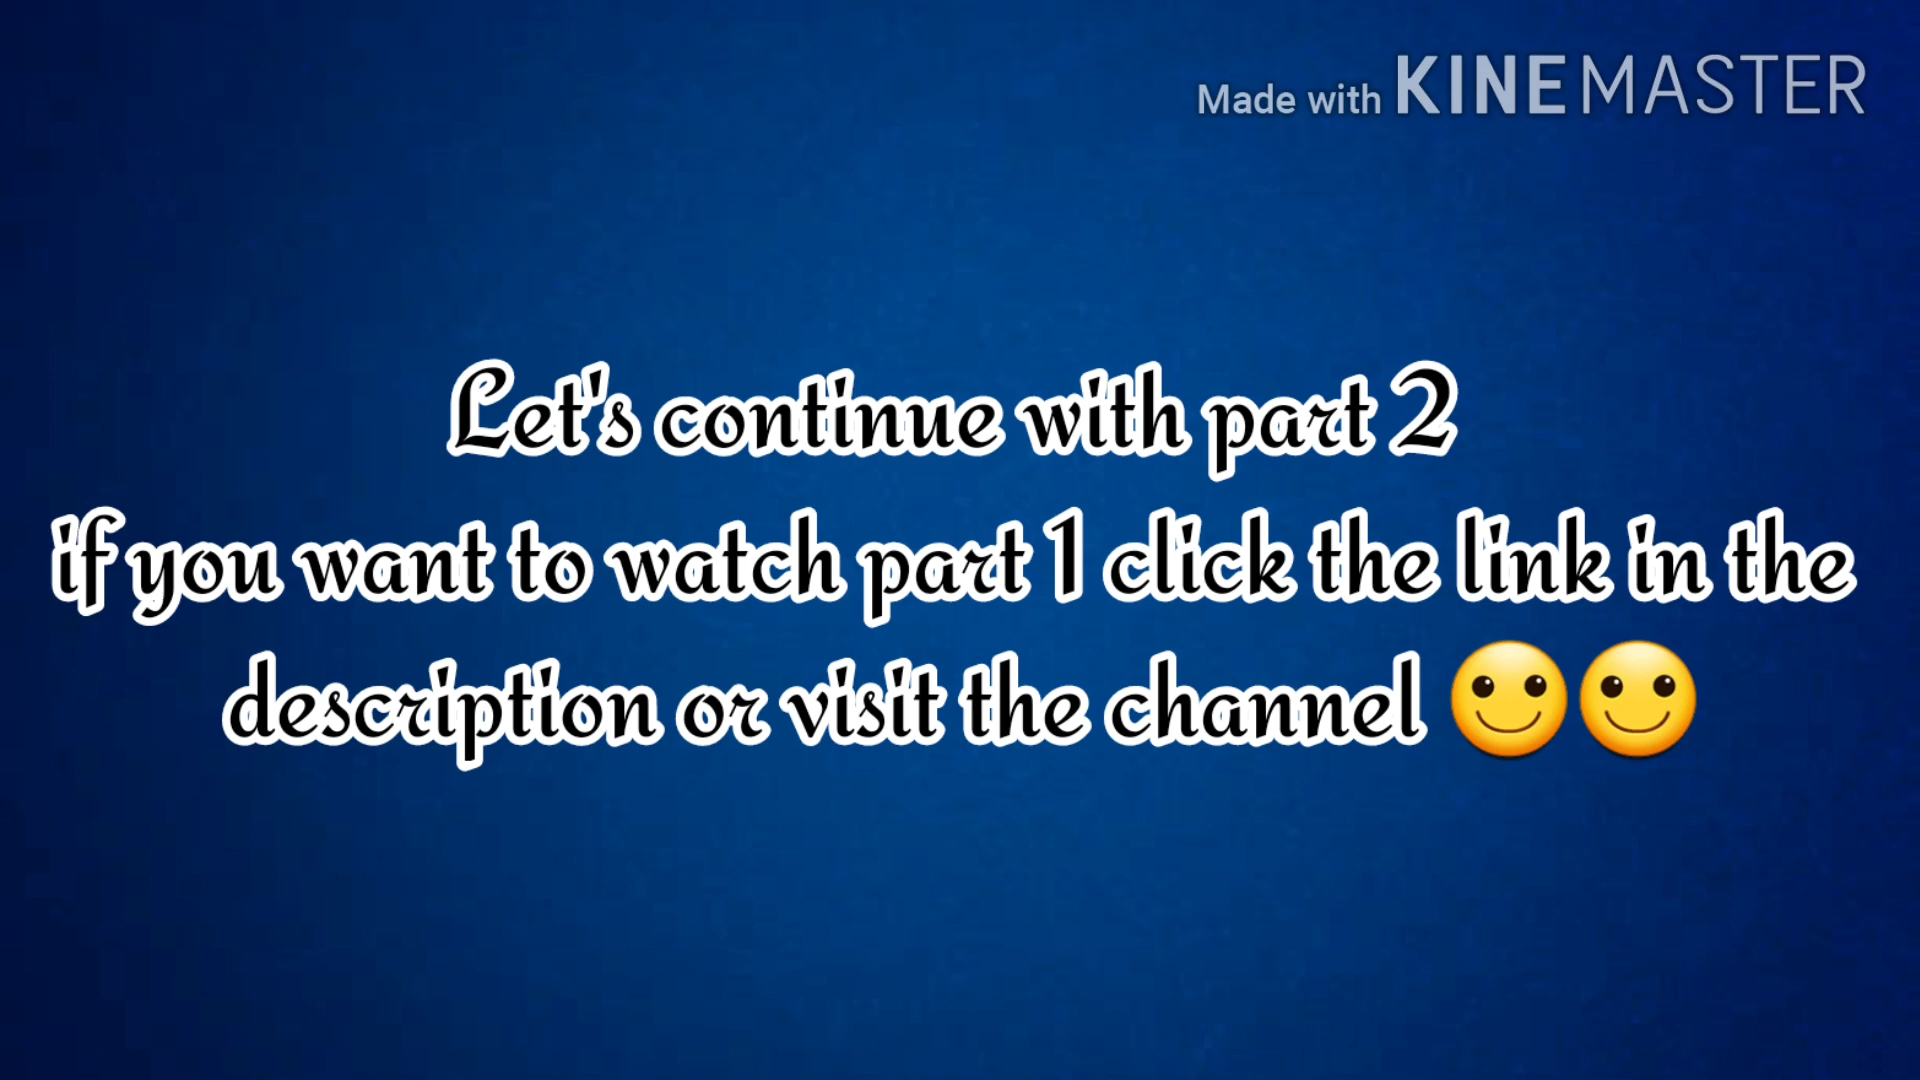 Made with KINEMASTER
Let's continue with part 2
if you want to watch part 1 click the link in the
description or visit the channel 🙂🙂